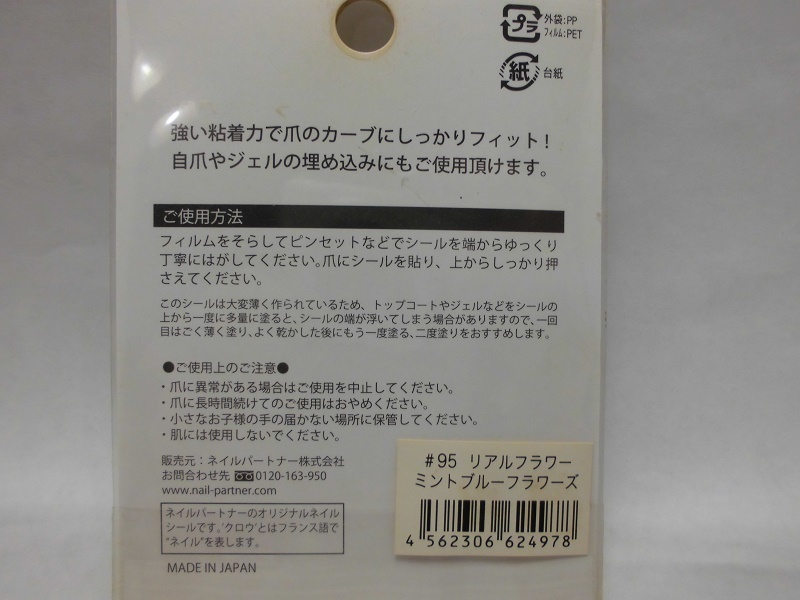 プラ
外袋:PP
フィルム:PET
紙
台紙
強い粘着力で爪のカーブにしっかりフィット!
自爪やジェルの埋め込みにもご使用頂けます。
ご使用方法
フィルムをそらしてピンセットなどでシールを端からゆっくり
丁寧にはがしてください。爪にシールを貼り、上からしっかり押
さえてください。
このシールは大変薄く作られているため、トップコートやジェルなどをシールの
上から一度に多量に塗ると、シールの端が浮いてしまう場合がありますので、一回
目はごく薄く塗り、よく乾かした後にもう一度塗る、二度塗りをおすすめします。
●ご使用上のご注意●
・爪に異常がある場合はご使用を中止してください。
・爪に長時間続けてのご使用はおやめください。
・小さなお子様の手の届かない場所に保管してください。
・肌には使用しないでください。
販売元:ネイルパートナー株式会社
お問合わせ先 0120-163-950
www.nail-partner.com
ネイルパートナーのオリジナルネイル
シールです。'クロウ'とはフランス語で
"ネイル"を表します。
MADE IN JAPAN
#95 リアルフラワー
ミントブルーフラワーズ
4 562306 624978